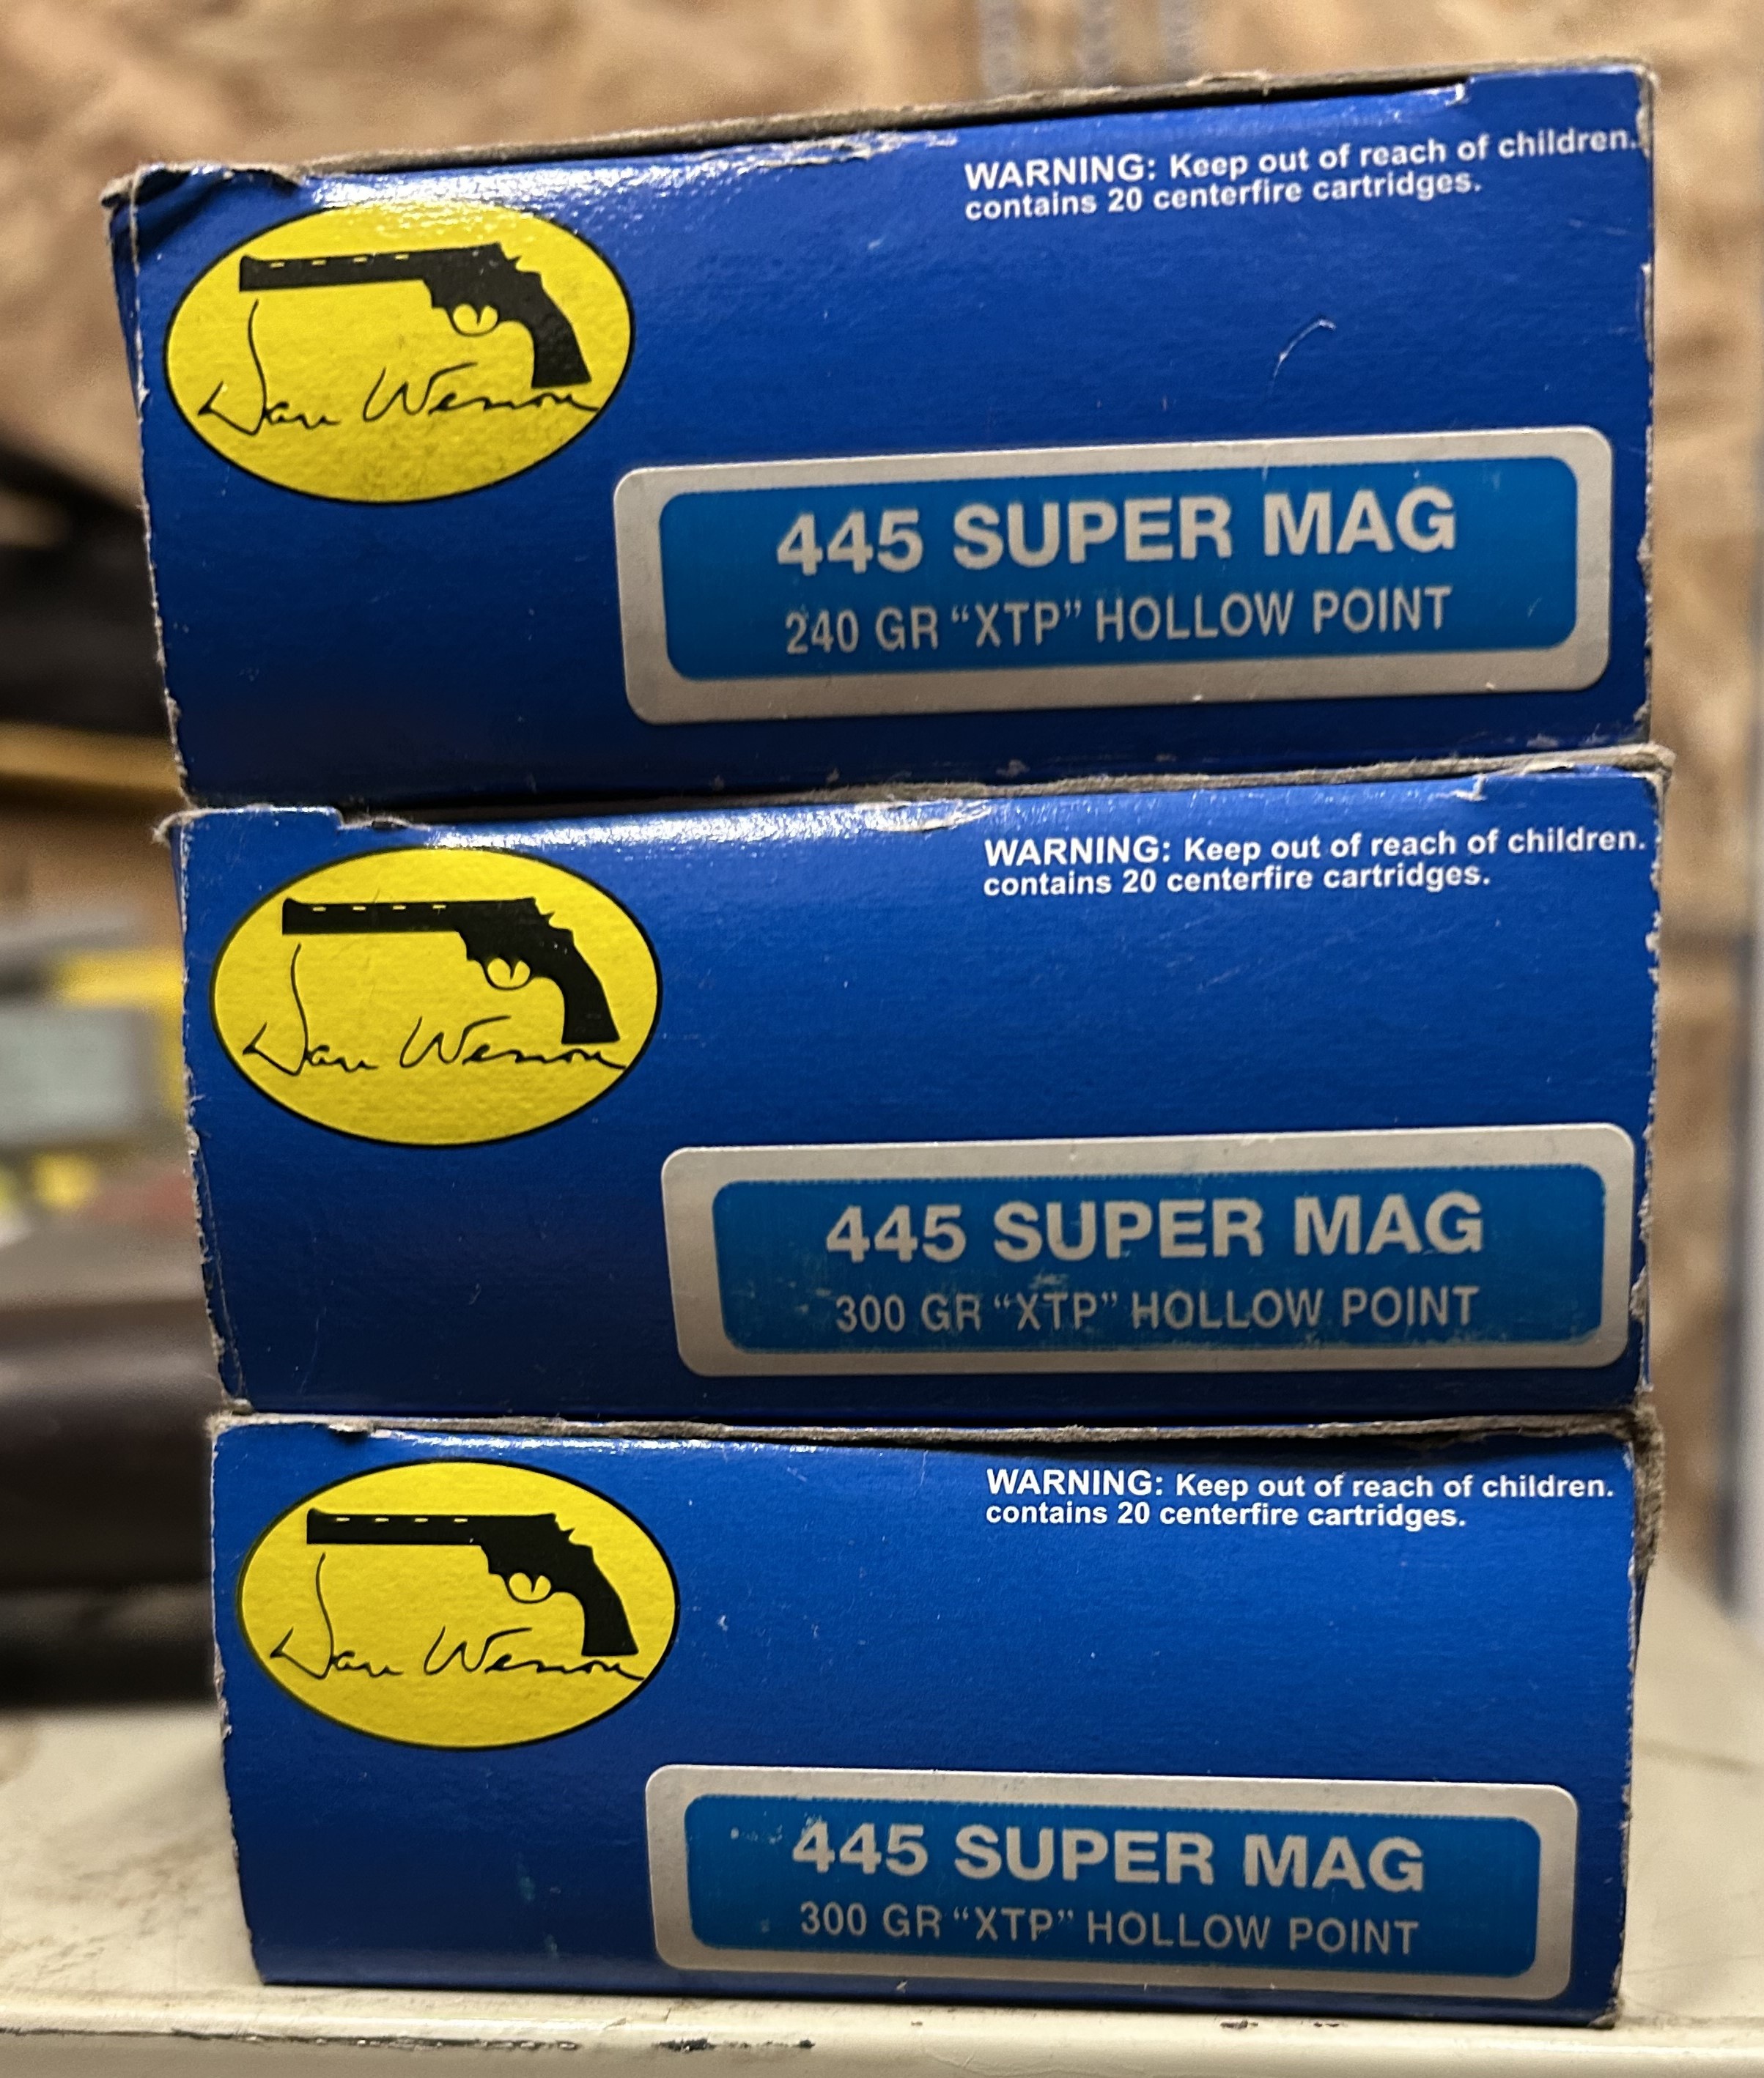 WARNING: Keep out of reach of children.
contains 20 centerfire cartridges.
Dan Wesson
445 SUPER MAG
240 GR “XTP” HOLLOW POINT
WARNING: Keep out of reach of children.
contains 20 centerfire cartridges.
Dan Wesson
445 SUPER MAG
300 GR “XTP” HOLLOW POINT
WARNING: Keep out of reach of children.
contains 20 centerfire cartridges.
Dan Wesson
445 SUPER MAG
300 GR “XTP” HOLLOW POINT